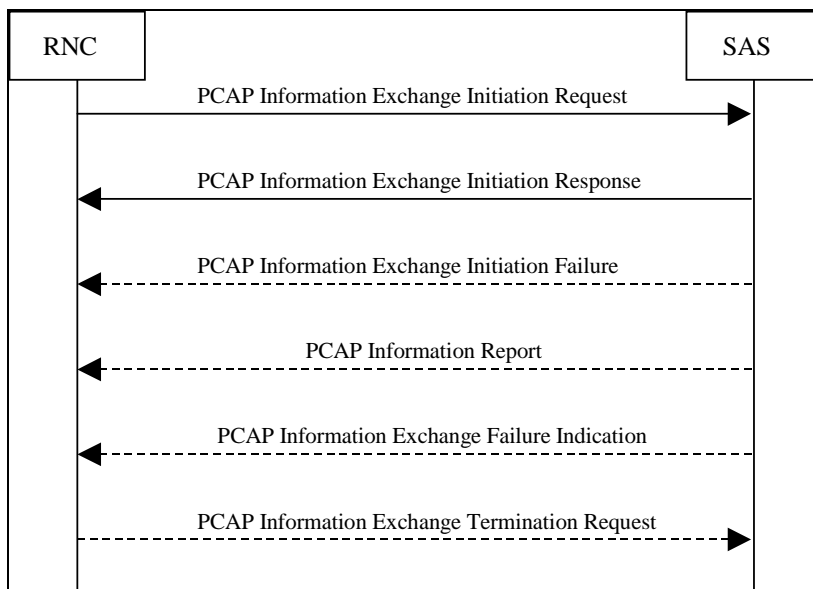 RNC
SAS
PCAP Information Exchange Initiation Request
PCAP Information Exchange Initiation Response
PCAP Information Exchange Initiation Failure
PCAP Information Report
PCAP Information Exchange Failure Indication
PCAP Information Exchange Termination Request